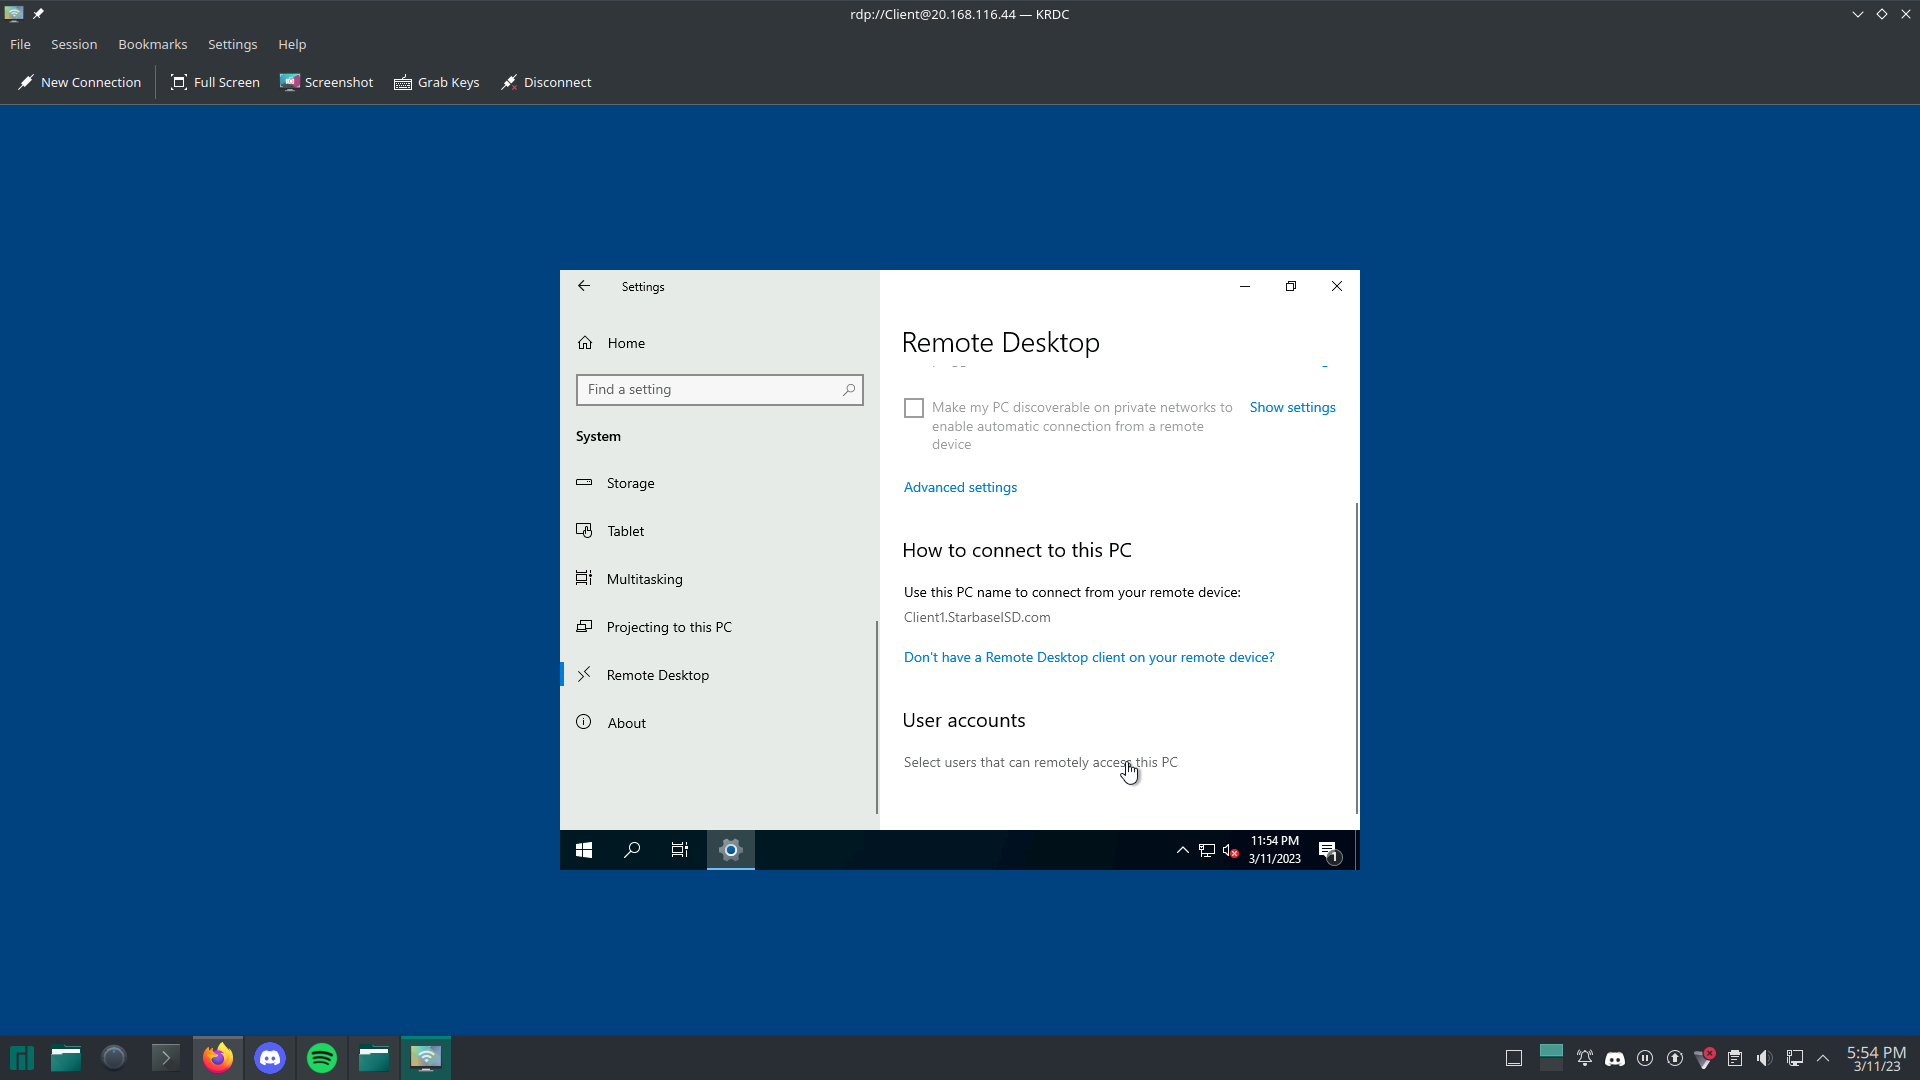 rdp://Client@20.168.116.44 — KRDC
File Session Bookmarks Settings Help
New Connection Full Screen Screenshot Grab Keys Disconnect
Settings
Home
Find a setting
System
Storage
Tablet
Multitasking
Projecting to this PC
Remote Desktop
About
Remote Desktop
Make my PC discoverable on private networks to
enable automatic connection from a remote
device
Show settings
Advanced settings
How to connect to this PC
Use this PC name to connect from your remote device:
Client1.StarbaseISD.com
Don't have a Remote Desktop client on your remote device?
User accounts
Select users that can remotely access this PC
11:54 PM
3/11/2023
1
5:54 PM
3/11/23